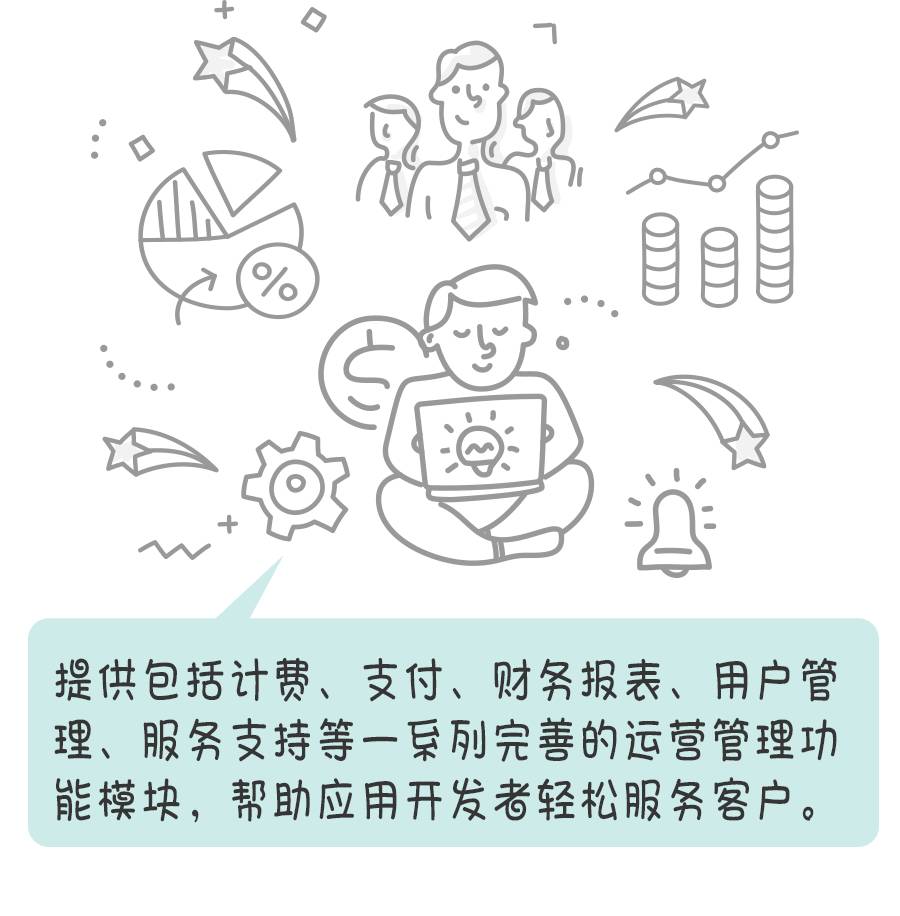 提供包括计费、支付、财务报表、用户管
理、服务支持等一系列完善的运营管理功
能模块，帮助应用开发者轻松服务客户。